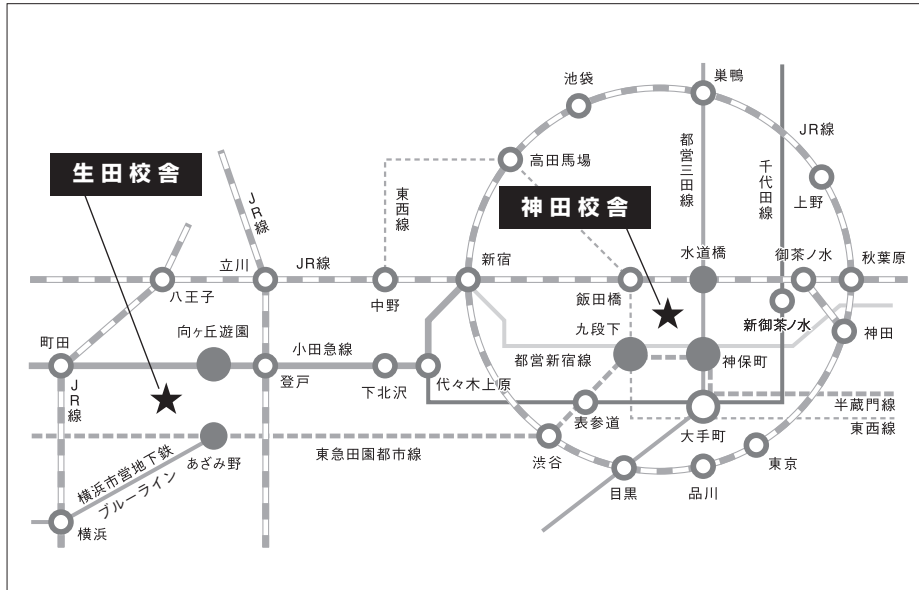 池袋
巣鴨
JR線
高田馬場
都営三田線
千代田線
上野
生田校舎
神田校舎
JR線
東西線
立川
JR線
新宿
水道橋
御茶ノ水
秋葉原
八王子
中野
飯田橋
新御茶ノ水
町田
向ヶ丘遊園
小田急線
九段下
都営新宿線
神保町
神田
JR線
登戸
下北沢
代々木上原
表参道
大手町
半蔵門線
東西線
あざみ野
東急田園都市線
渋谷
目黒
品川
東京
横浜市営地下鉄
ブルーライン
横浜